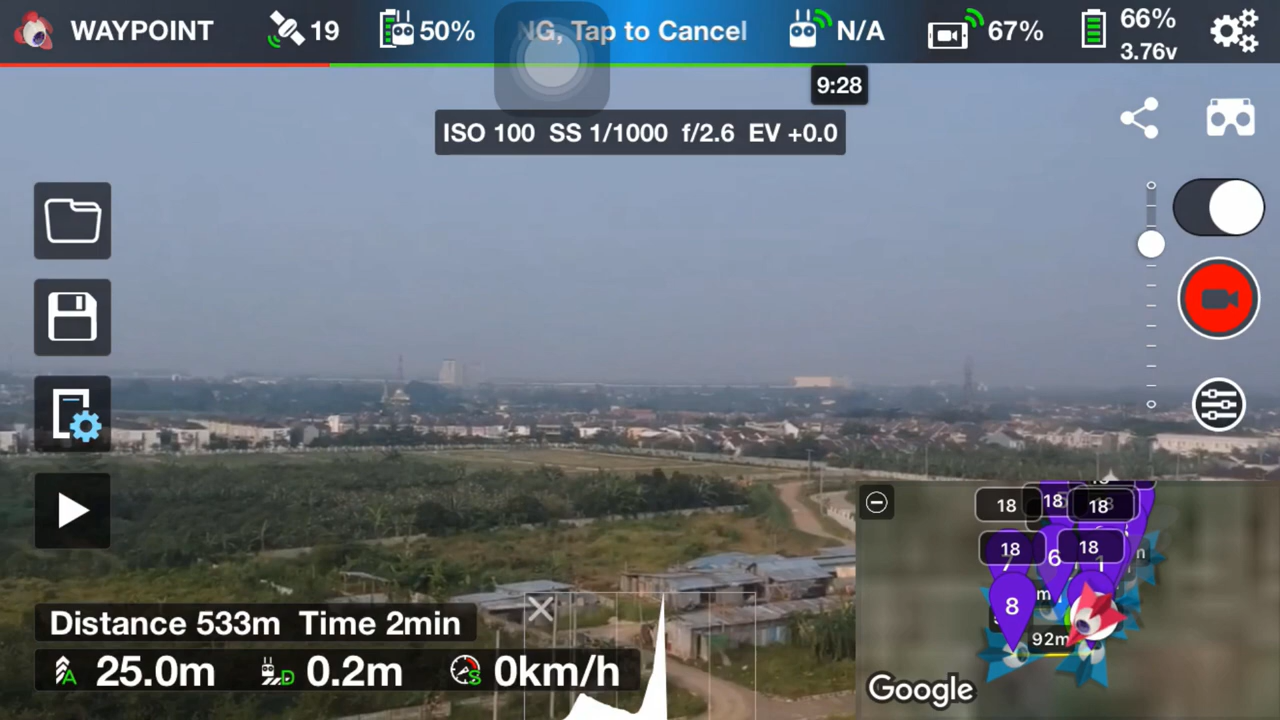 WAYPOINT
19
50%
NG, Tap to Cancel
N/A
67%
66%
3.76v
9:28
ISO 100 SS 1/1000 f/2.6 EV +0.0
18
18
18
18
18
7
6
1
8
92m
Google
Distance 533m Time 2min
A 25.0m
D 0.2m
S 0km/h